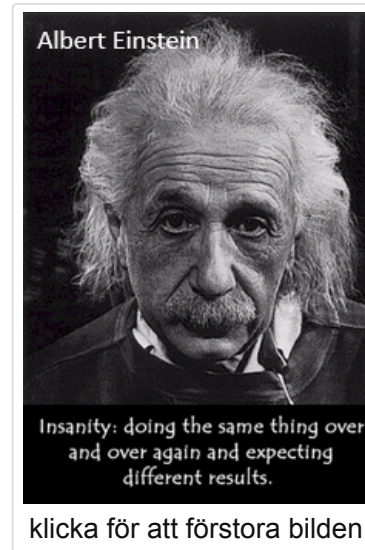 Albert Einstein
Insanity: doing the same thing over
and over again and expecting
different results.
klicka för att förstora bilden